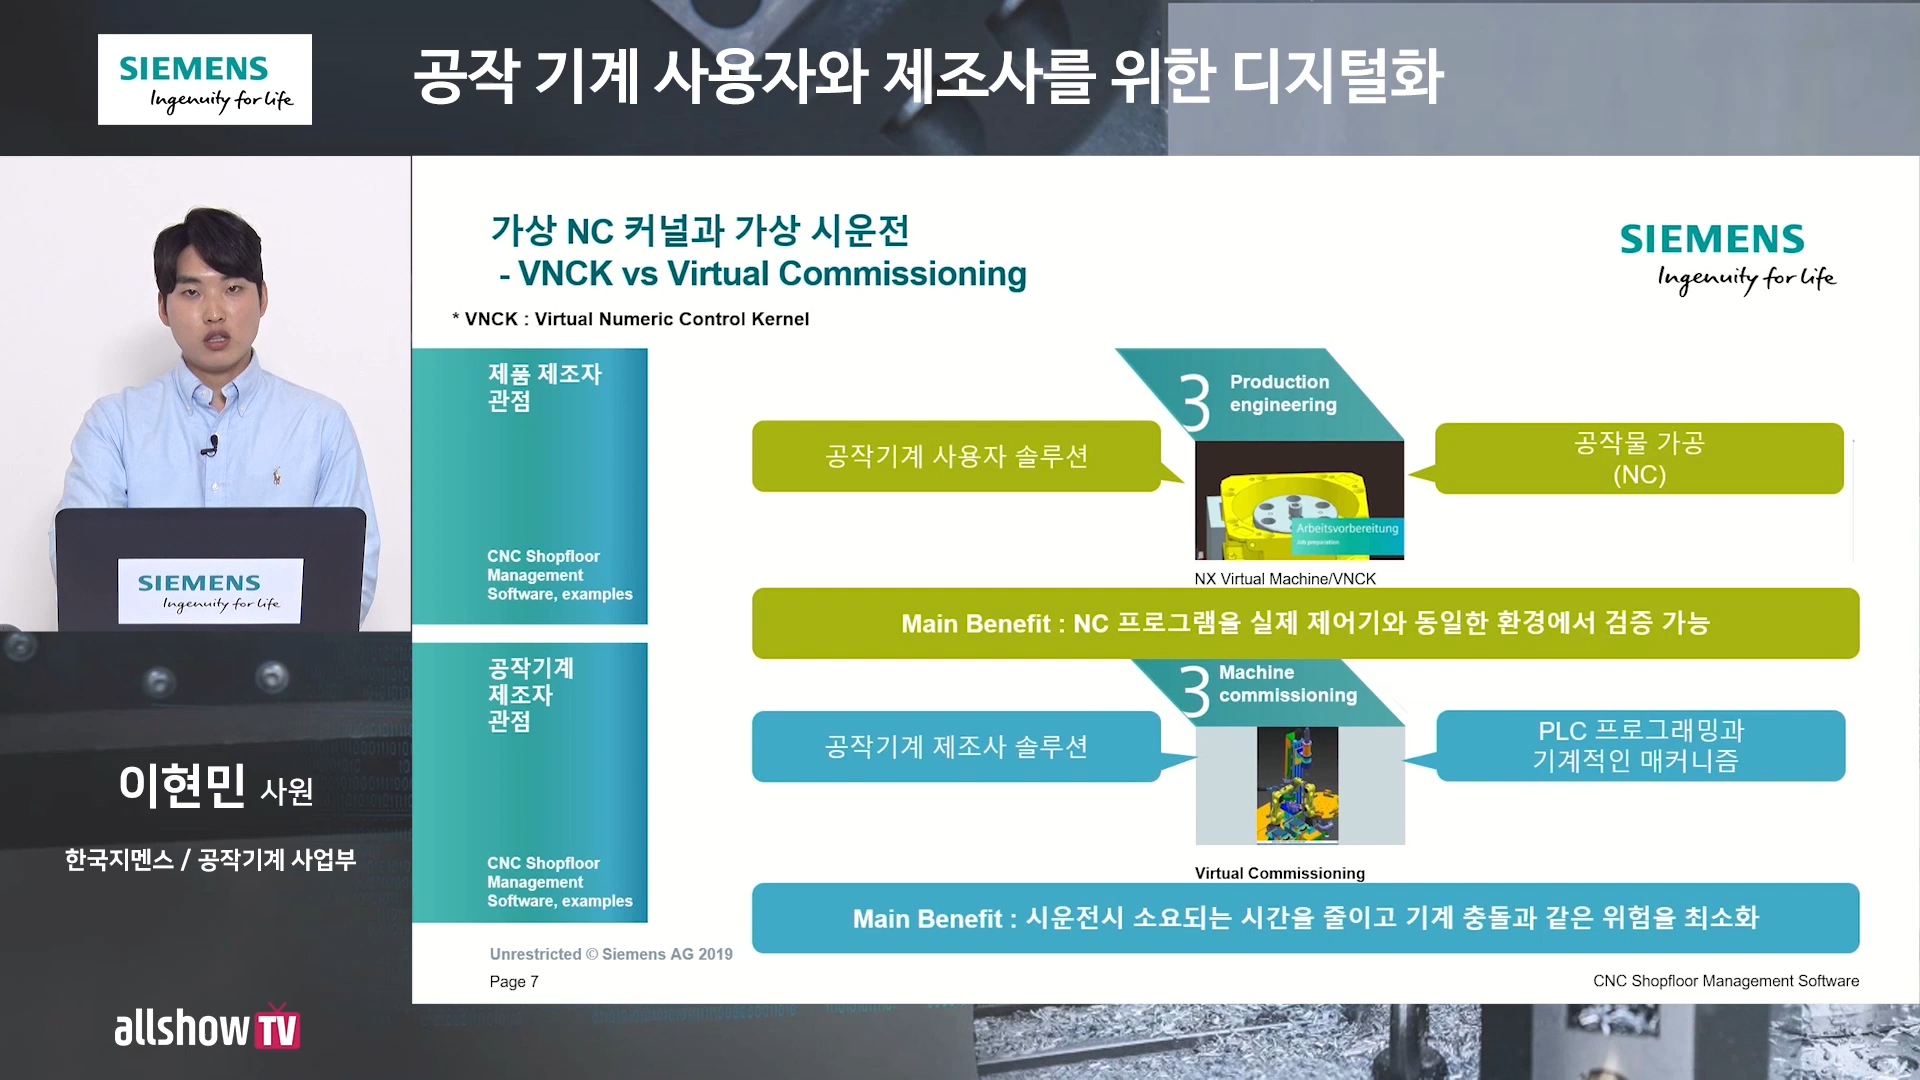 SIEMENS
Ingenuity for life
공작 기계 사용자와 제조사를 위한 디지털화
가상 NC 커널과 가상 시운전
- VNCK vs Virtual Commissioning
* VNCK : Virtual Numeric Control Kernel
SIEMENS
Ingenuity for life
제품 제조자
관점
CNC Shopfloor
Management
Software, examples
3
Production
engineering
공작기계 사용자 솔루션
공작물 가공
(NC)
Arbeitsvorbereitung
Job preparation
NX Virtual Machine/VNCK
Main Benefit : NC 프로그램을 실제 제어기와 동일한 환경에서 검증 가능
공작기계
제조자
관점
CNC Shopfloor
Management
Software, examples
3
Machine
commissioning
공작기계 제조사 솔루션
PLC 프로그래밍과
기계적인 매커니즘
Virtual Commissioning
Main Benefit : 시운전시 소요되는 시간을 줄이고 기계 충돌과 같은 위험을 최소화
Unrestricted © Siemens AG 2019
Page 7
CNC Shopfloor Management Software
SIEMENS
Ingenuity for life
이현민 사원
한국지멘스 / 공작기계 사업부
allshow TV